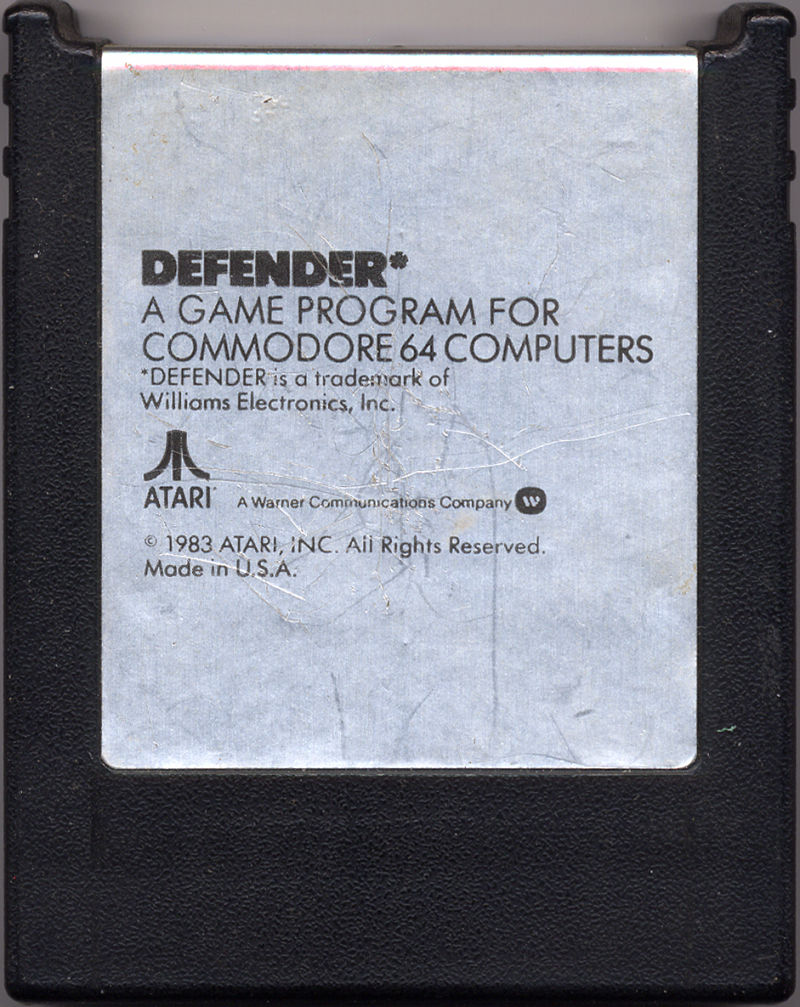 DEFENDER*
A GAME PROGRAM FOR
COMMODORE 64 COMPUTERS
*DEFENDER is a trademark of
Williams Electronics, Inc.
ATARI® A Warner Communications Company W
© 1983 ATARI, INC. All Rights Reserved.
Made in U.S.A.